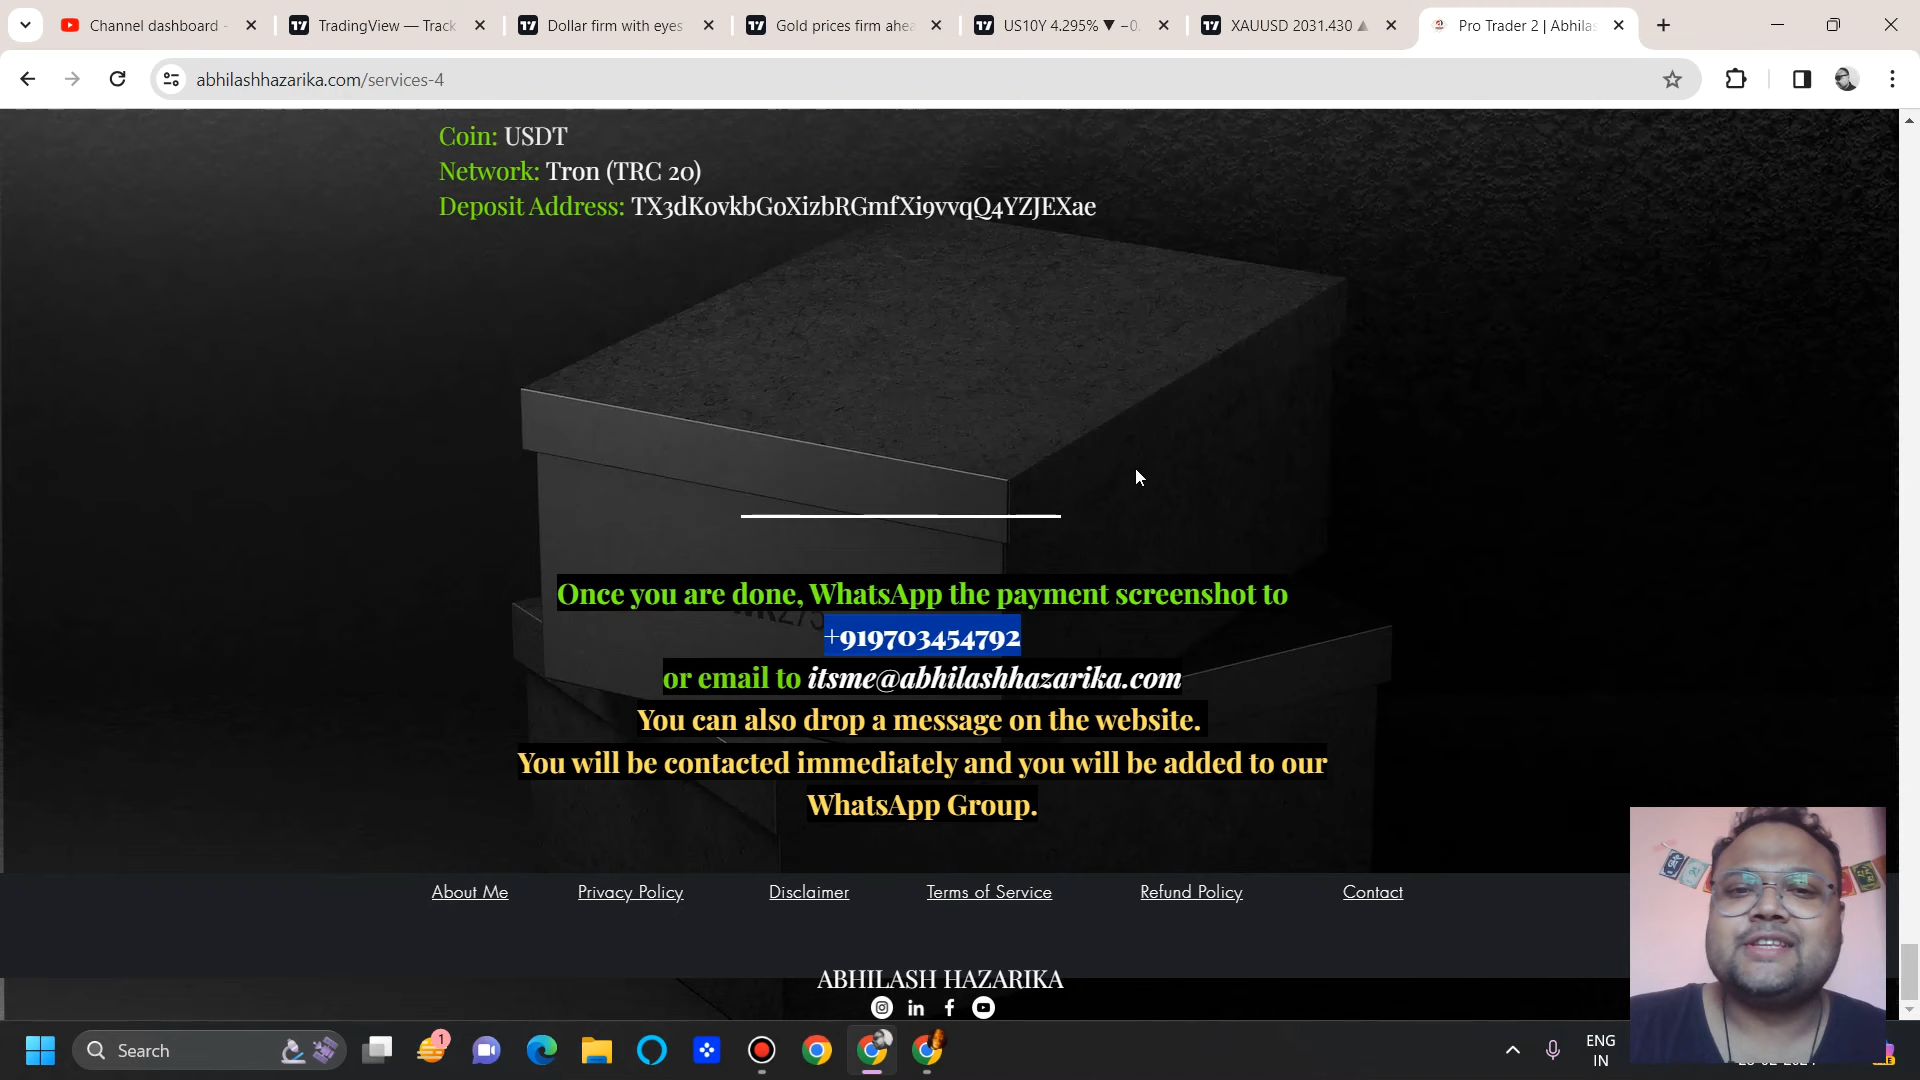 Channel dashboard -
TradingView — Track
Dollar firm with eyes
Gold prices firm ahea
US10Y 4.295% ▼ −0.
XAUUSD 2031.430 ▲
Pro Trader 2 | Abhilas
abhilashhazarika.com/services-4
Coin: USDT
Network: Tron (TRC 20)
Deposit Address: TX3dKovkbGoXizbRGmfXi9vvqQ4YZJEXae
Once you are done, WhatsApp the payment screenshot to
+919703454792
or email to itsme@abhilashhazarika.com
You can also drop a message on the website.
You will be contacted immediately and you will be added to our
WhatsApp Group.
About Me
Privacy Policy
Disclaimer
Terms of Service
Refund Policy
Contact
ABHILASH HAZARIKA
Search
1
ENG
IN